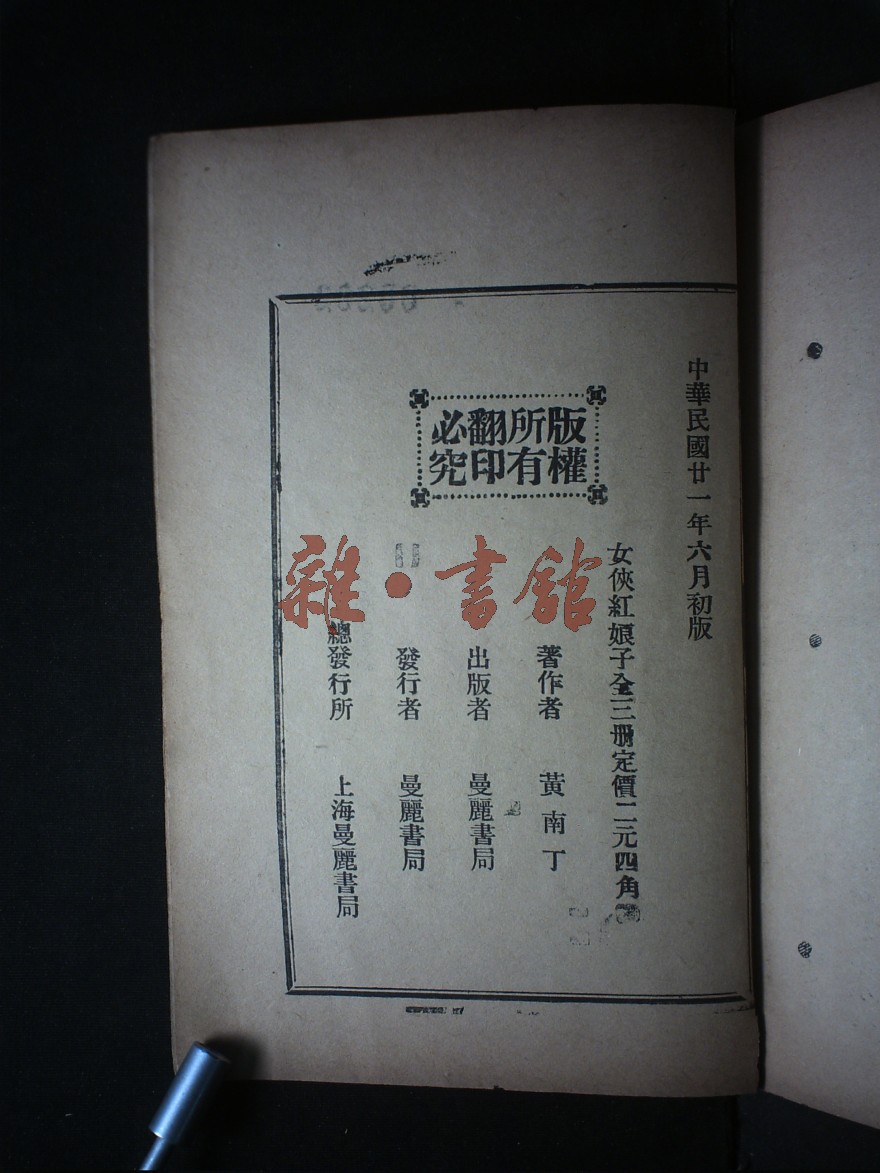 中華民國廿一年六月初版
女俠紅娘子全三册定價二元四角
版權所有翻印必究
著作者 黃南丁
出版者 曼麗書局
發行者 曼麗書局
總發行所 上海曼麗書局
雜·書館